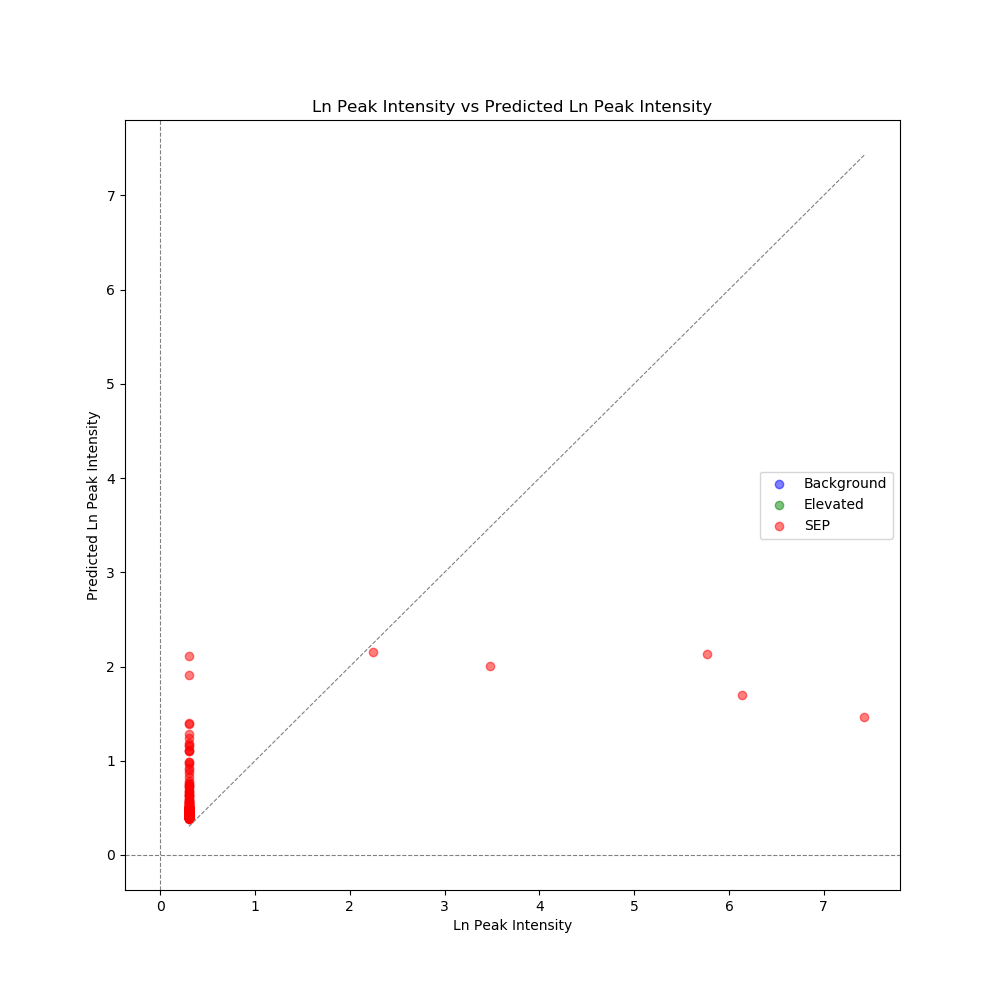 Ln Peak Intensity vs Predicted Ln Peak Intensity
7
6
5
4
3
2
1
0
Predicted Ln Peak Intensity
Background
Elevated
SEP
0 1 2 3 4 5 6 7
Ln Peak Intensity